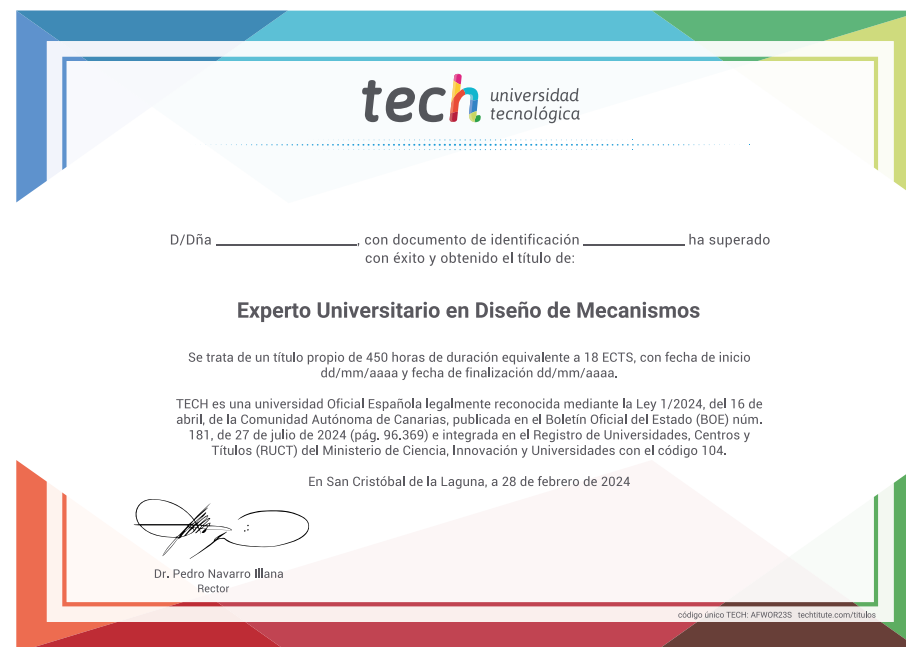 tech universidad
tecnológica
D/Dña ____________, con documento de identificación ____________ ha superado
con éxito y obtenido el título de:
Experto Universitario en Diseño de Mecanismos
Se trata de un título propio de 450 horas de duración equivalente a 18 ECTS, con fecha de inicio
dd/mm/aaaa y fecha de finalización dd/mm/aaaa.
TECH es una universidad Oficial Española legalmente reconocida mediante la Ley 1/2024, del 16 de
abril, de la Comunidad Autónoma de Canarias, publicada en el Boletín Oficial del Estado (BOE) núm.
181, de 27 de julio de 2024 (pág. 96.369) e integrada en el Registro de Universidades, Centros y
Títulos (RUCT) del Ministerio de Ciencia, Innovación y Universidades con el código 104.
En San Cristóbal de la Laguna, a 28 de febrero de 2024
Dr. Pedro Navarro Illana
Rector
código único TECH: AFWOR23S techtitute.com/titulos